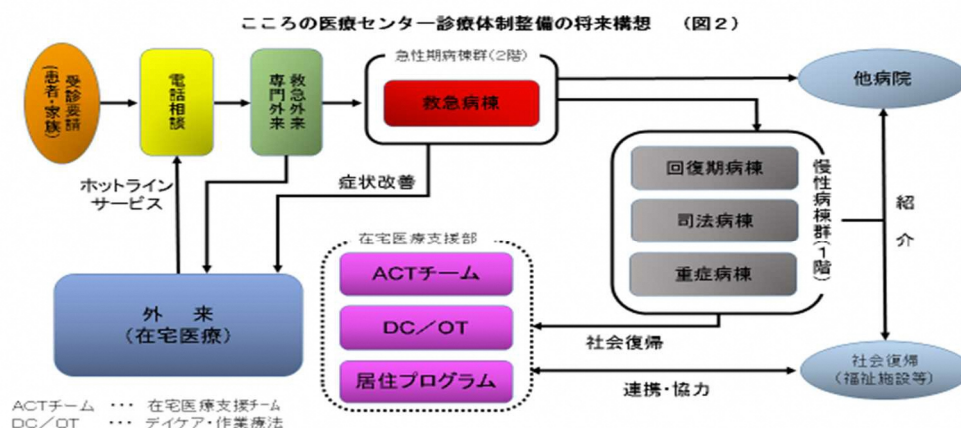 こころの医療センター診療体制整備の将来構想 （図２）
受診要請
(患者・家族)
電話相談
救急外来
専門外来
急性期病棟群(2階)
救急病棟
他病院
ホットライン
サービス
症状改善
回復期病棟
司法病棟
重症病棟
慢性病棟群(1階)
紹介
在宅医療支援部
ACTチーム
DC／OT
居住プログラム
外　来
(在宅医療)
社会復帰
連携・協力
社会復帰
(福祉施設等)
ACTチーム ・・・ 在宅医療支援チーム
DC／OT ・・・ デイケア・作業療法